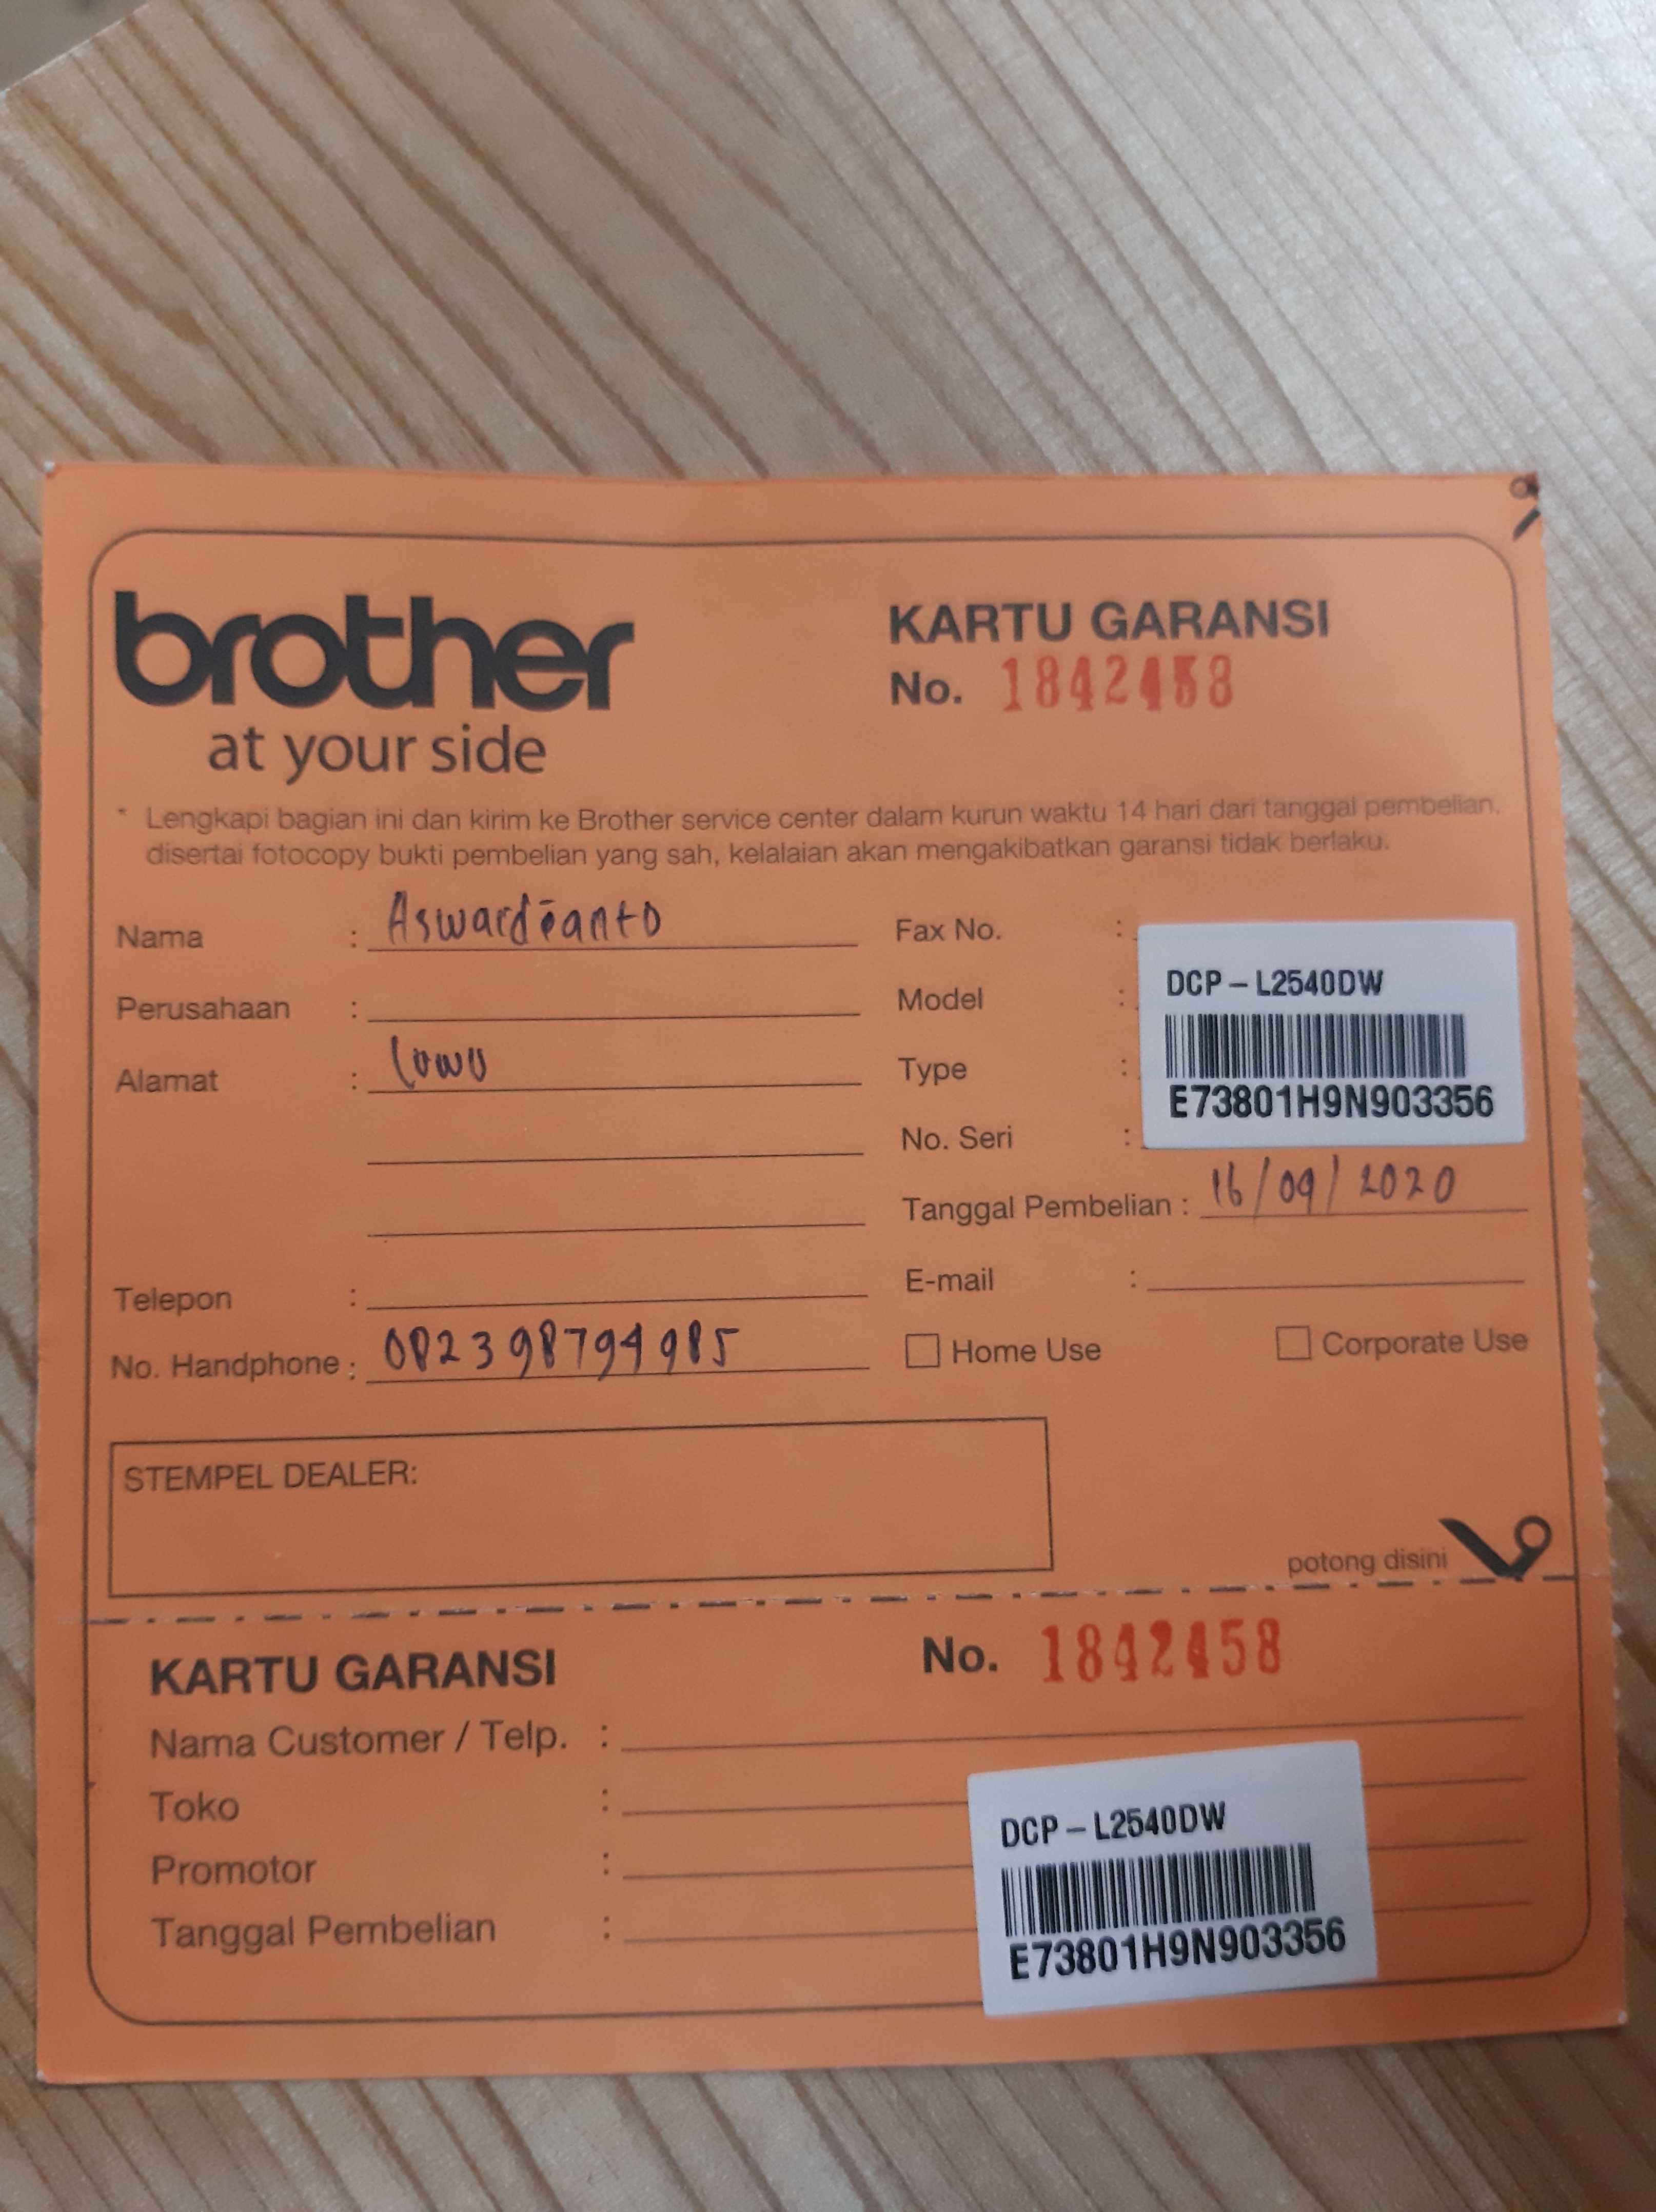 brother
at your side
KARTU GARANSI
No. 1842458
* Lengkapi bagian ini dan kirim ke Brother service center dalam kurun waktu 14 hari dari tanggal pembelian.
disertai fotocopy bukti pembelian yang sah, kelalaian akan mengakibatkan garansi tidak berlaku.
Nama : Aswardianto
Perusahaan :
Alamat :
Telepon :
No. Handphone : 082398794985
Fax No. :
Model :
Type :
No. Seri :
DCP - L2540DW
E73801H9N903356
Tanggal Pembelian : 16/09/2020
E-mail :
Home Use Corporate Use
STEMPEL DEALER:
potong disini
KARTU GARANSI No. 1842458
Nama Customer / Telp. :
Toko :
Promotor :
Tanggal Pembelian :
DCP - L2540DW
E73801H9N903356